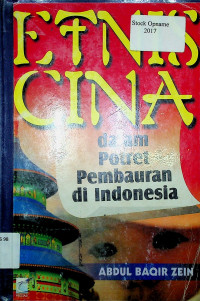 ETNIS
Stock Opname
2017
CINA
dalam
Potret
Pembauran
di Indonesia
ABDUL BAQIR ZEIN